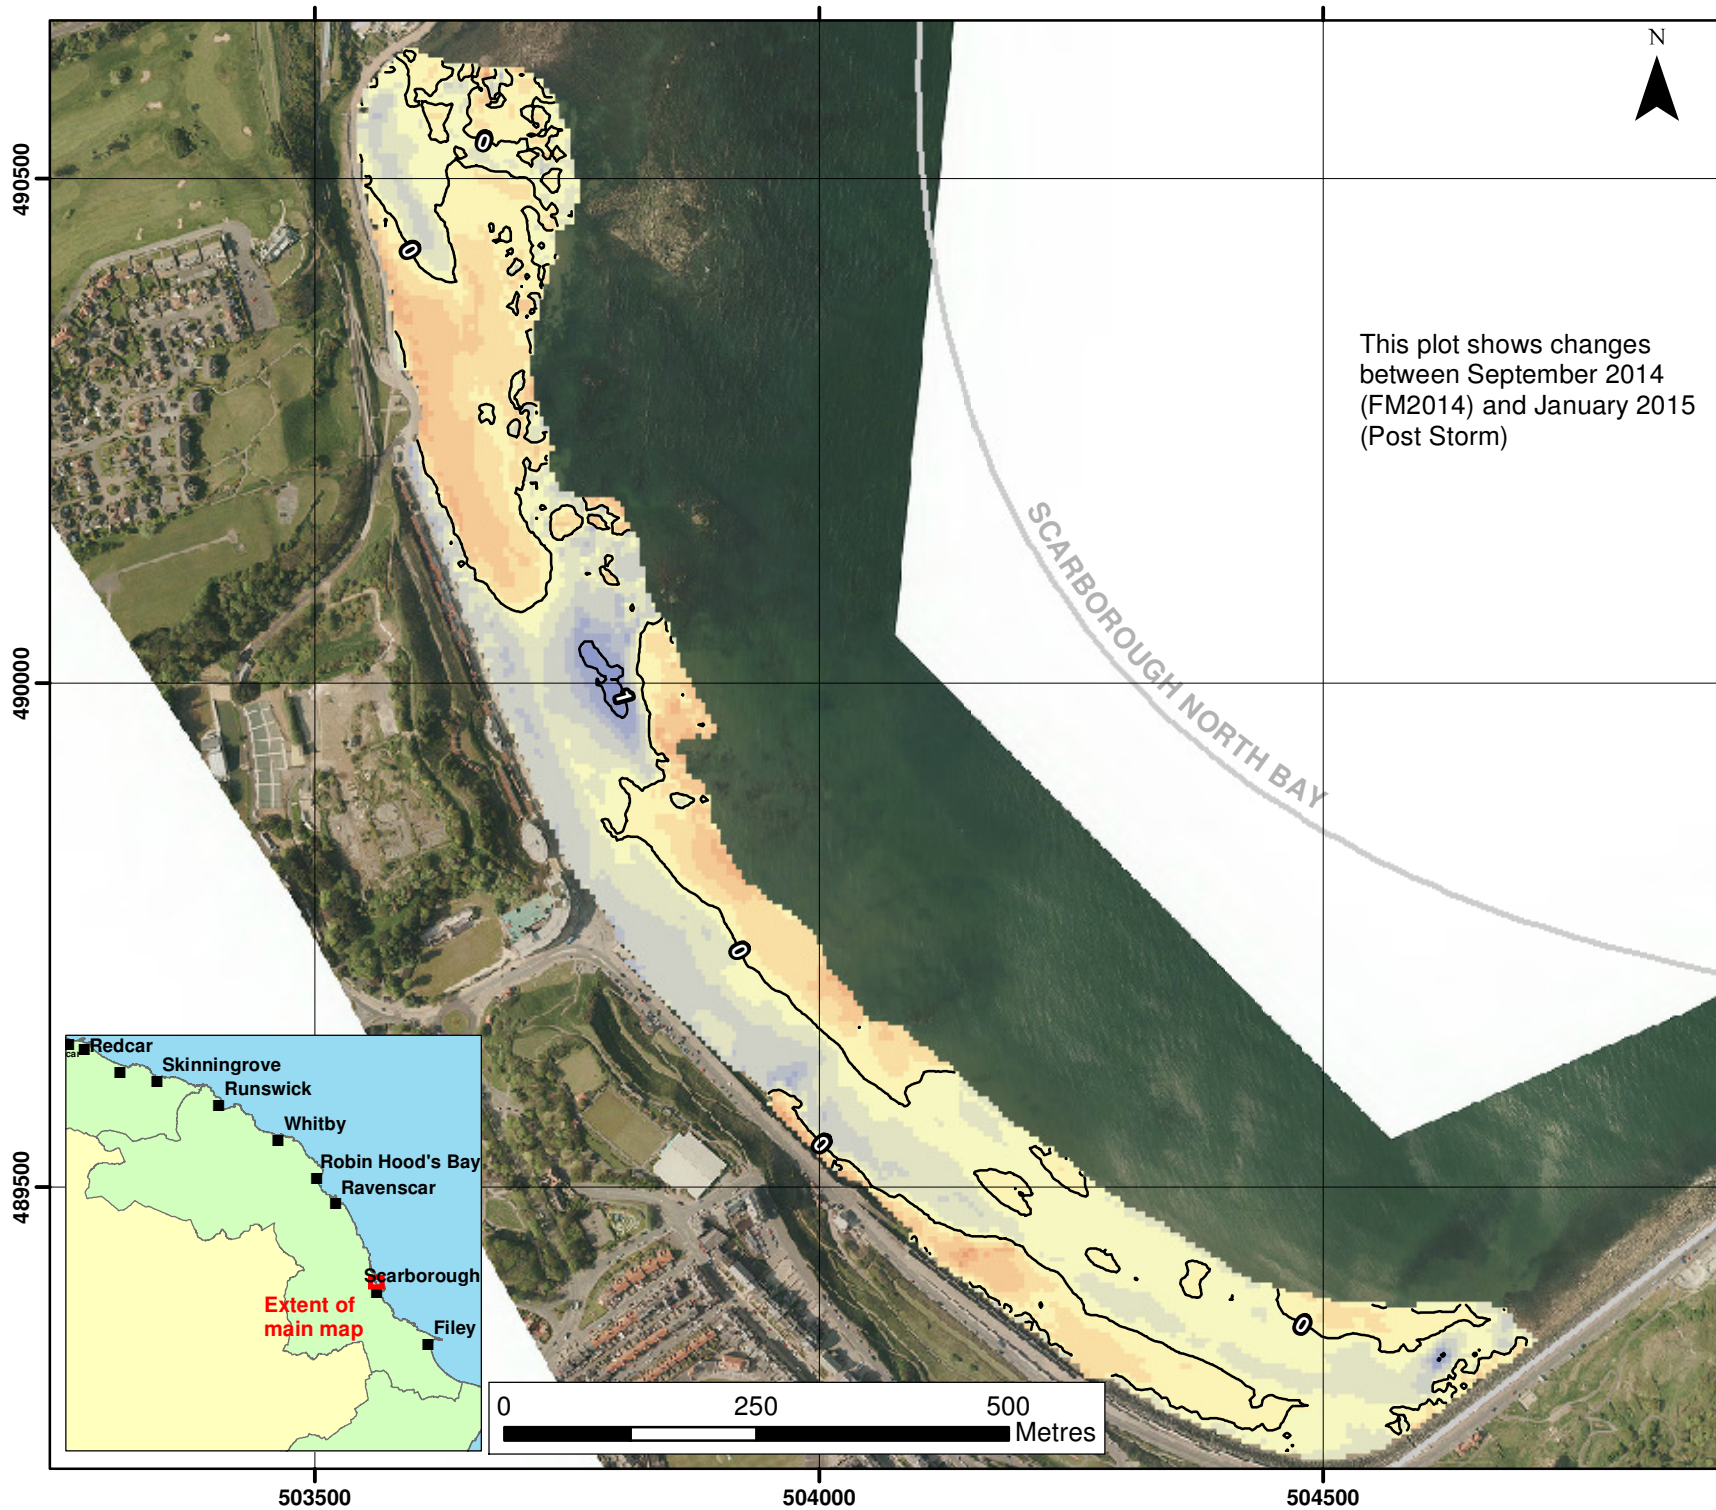 N
490500
490000
489500
0
0
1
0
0
0
This plot shows changes
between September 2014
(FM2014) and January 2015
(Post Storm)
SCARBOROUGH NORTH BAY
car
Redcar
Skinningrove
Runswick
Whitby
Robin Hood's Bay
Ravenscar
Scarborough
Extent of
main map
Filey
0 250 500
Metres
503500 504000 504500